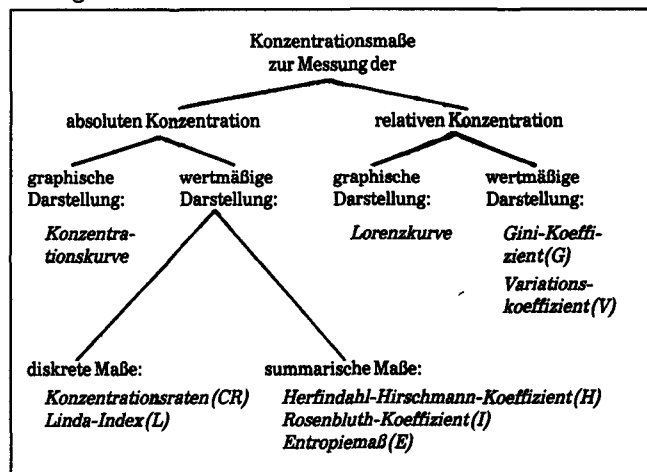 Konzentrationsmaße
zur Messung der
absoluten Konzentration
relativen Konzentration
graphische
Darstellung:
wertmäßige
Darstellung:
graphische
Darstellung:
wertmäßige
Darstellung:
Konzentra-
tionskurve
Lorenzkurve
Gini-Koeffi-
zient(G)
Variations-
koeffizient(V)
diskrete Maße:
summarische Maße:
Konzentrationsraten(CR)
Linda-Index(L)
Herfindahl-Hirschmann-Koeffizient(H)
Rosenbluth-Koeffizient(I)
Entropiemaß(E)